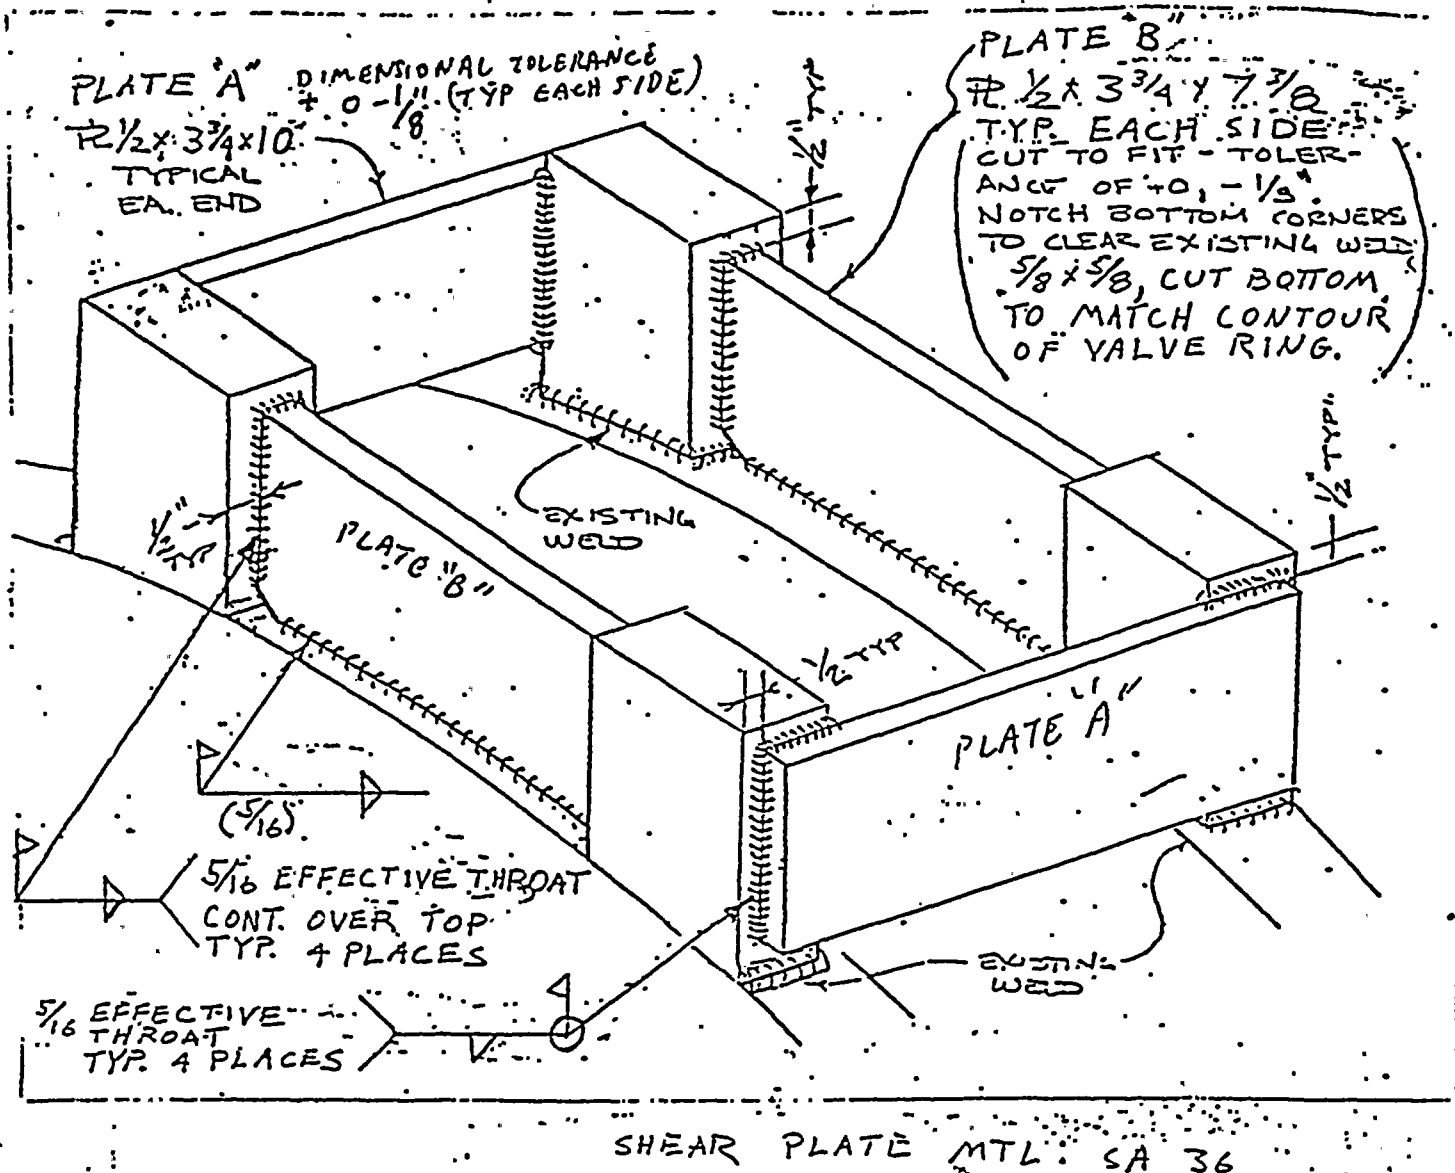 PLATE "A"
DIMENSIONAL TOLERANCE
+ 0 -1/8" (TYP EACH SIDE)
PL 1/2 x 3 3/4 x 10
TYPICAL
EA. END
1/2" TYP
PLATE "B"
PL 1/2 x 3 3/4 x 7 3/8
TYP. EACH SIDE
CUT TO FIT - TOLER-
ANCE OF +0, - 1/8"
NOTCH BOTTOM CORNERS
TO CLEAR EXISTING WELD
5/8 x 5/8, CUT BOTTOM
TO MATCH CONTOUR
OF VALVE RING.
1/2" TYP
EXISTING
WELD
1/2"
TYP
PLATE "B"
1/2 TYP
PLATE "A"
(5/16)
5/16 EFFECTIVE THROAT
CONT. OVER TOP
TYP. 4 PLACES
EXISTING
WELD
5/16 EFFECTIVE
THROAT
TYP. 4 PLACES
SHEAR PLATE MTL: SA 36